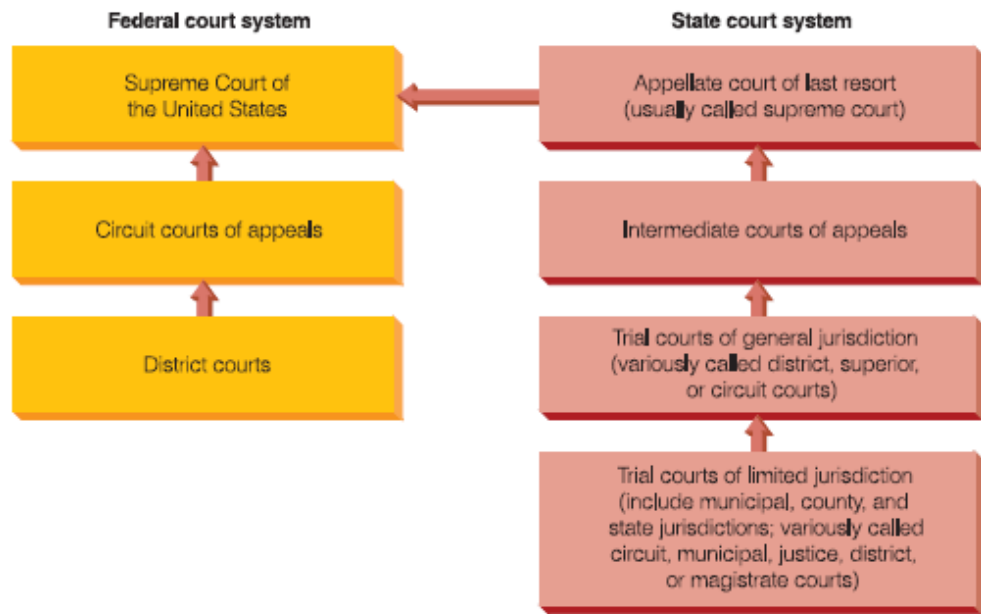 Federal court system
Supreme Court of
the United States
Circuit courts of appeals
District courts
State court system
Appellate court of last resort
(usually called supreme court)
Intermediate courts of appeals
Trial courts of general jurisdiction
(variously called district, superior,
or circuit courts)
Trial courts of limited jurisdiction
(include municipal, county, and
state jurisdictions; variously called
circuit, municipal, justice, district,
or magistrate courts)